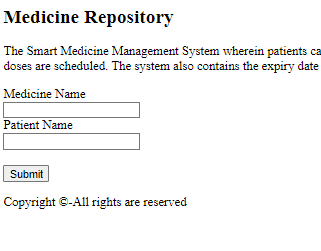 Medicine Repository
The Smart Medicine Management System wherein patients ca
doses are scheduled. The system also contains the expiry date
Medicine Name
Patient Name
Submit
Copyright ©-All rights are reserved